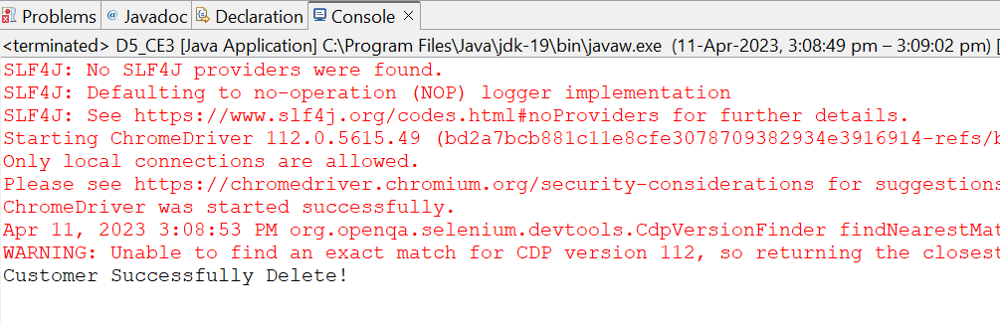 Problems @ Javadoc Declaration Console ×
<terminated> D5_CE3 [Java Application] C:\Program Files\Java\jdk-19\bin\javaw.exe (11-Apr-2023, 3:08:49 pm – 3:09:02 pm) [
SLF4J: No SLF4J providers were found.
SLF4J: Defaulting to no-operation (NOP) logger implementation
SLF4J: See https://www.slf4j.org/codes.html#noProviders for further details.
Starting ChromeDriver 112.0.5615.49 (bd2a7bcb881c11e8cfe3078709382934e3916914-refs/b
Only local connections are allowed.
Please see https://chromedriver.chromium.org/security-considerations for suggestions
ChromeDriver was started successfully.
Apr 11, 2023 3:08:53 PM org.openqa.selenium.devtools.CdpVersionFinder findNearestMat
WARNING: Unable to find an exact match for CDP version 112, so returning the closest
Customer Successfully Delete!